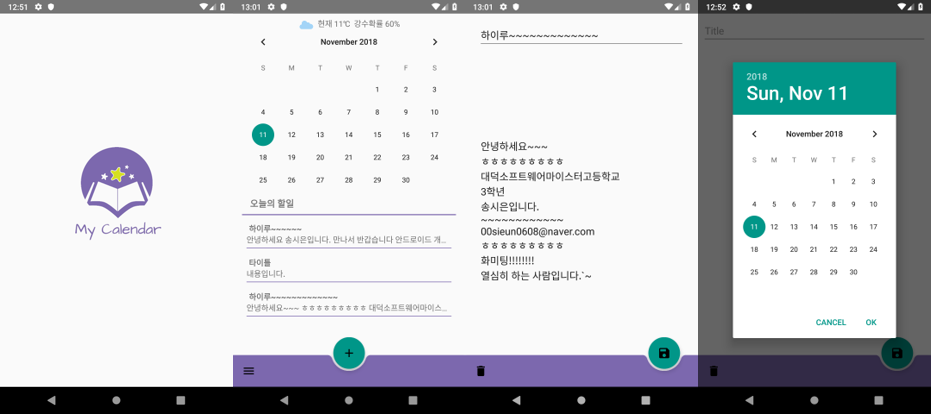 12:51
My Calendar
13:01
현재 11℃ 강수확률 60%
November 2018
S M T W T F S
1 2 3
4 5 6 7 8 9 10
11 12 13 14 15 16 17
18 19 20 21 22 23 24
25 26 27 28 29 30
오늘의 할일
하이루~~~~~~
안녕하세요 송시은입니다. 만나서 반갑습니다 안드로이드 개...
타이틀
내용입니다.
하이루~~~~~~~~~~~~~
안녕하세요~~~ ㅎㅎㅎㅎㅎㅎㅎㅎㅎ 대덕소프트웨어마이스...
13:01
하이루~~~~~~~~~~~~~
안녕하세요~~~
ㅎㅎㅎㅎㅎㅎㅎㅎㅎ
대덕소프트웨어마이스터고등학교
3학년
송시은입니다.
~~~~~~~~~~~~
00sieun0608@naver.com
ㅎㅎㅎㅎㅎㅎㅎㅎㅎ
화미팅!!!!!!!!
열심히 하는 사람입니다.`~
12:52
Title
2018
Sun, Nov 11
November 2018
S M T W T F S
1 2 3
4 5 6 7 8 9 10
11 12 13 14 15 16 17
18 19 20 21 22 23 24
25 26 27 28 29 30
CANCEL OK